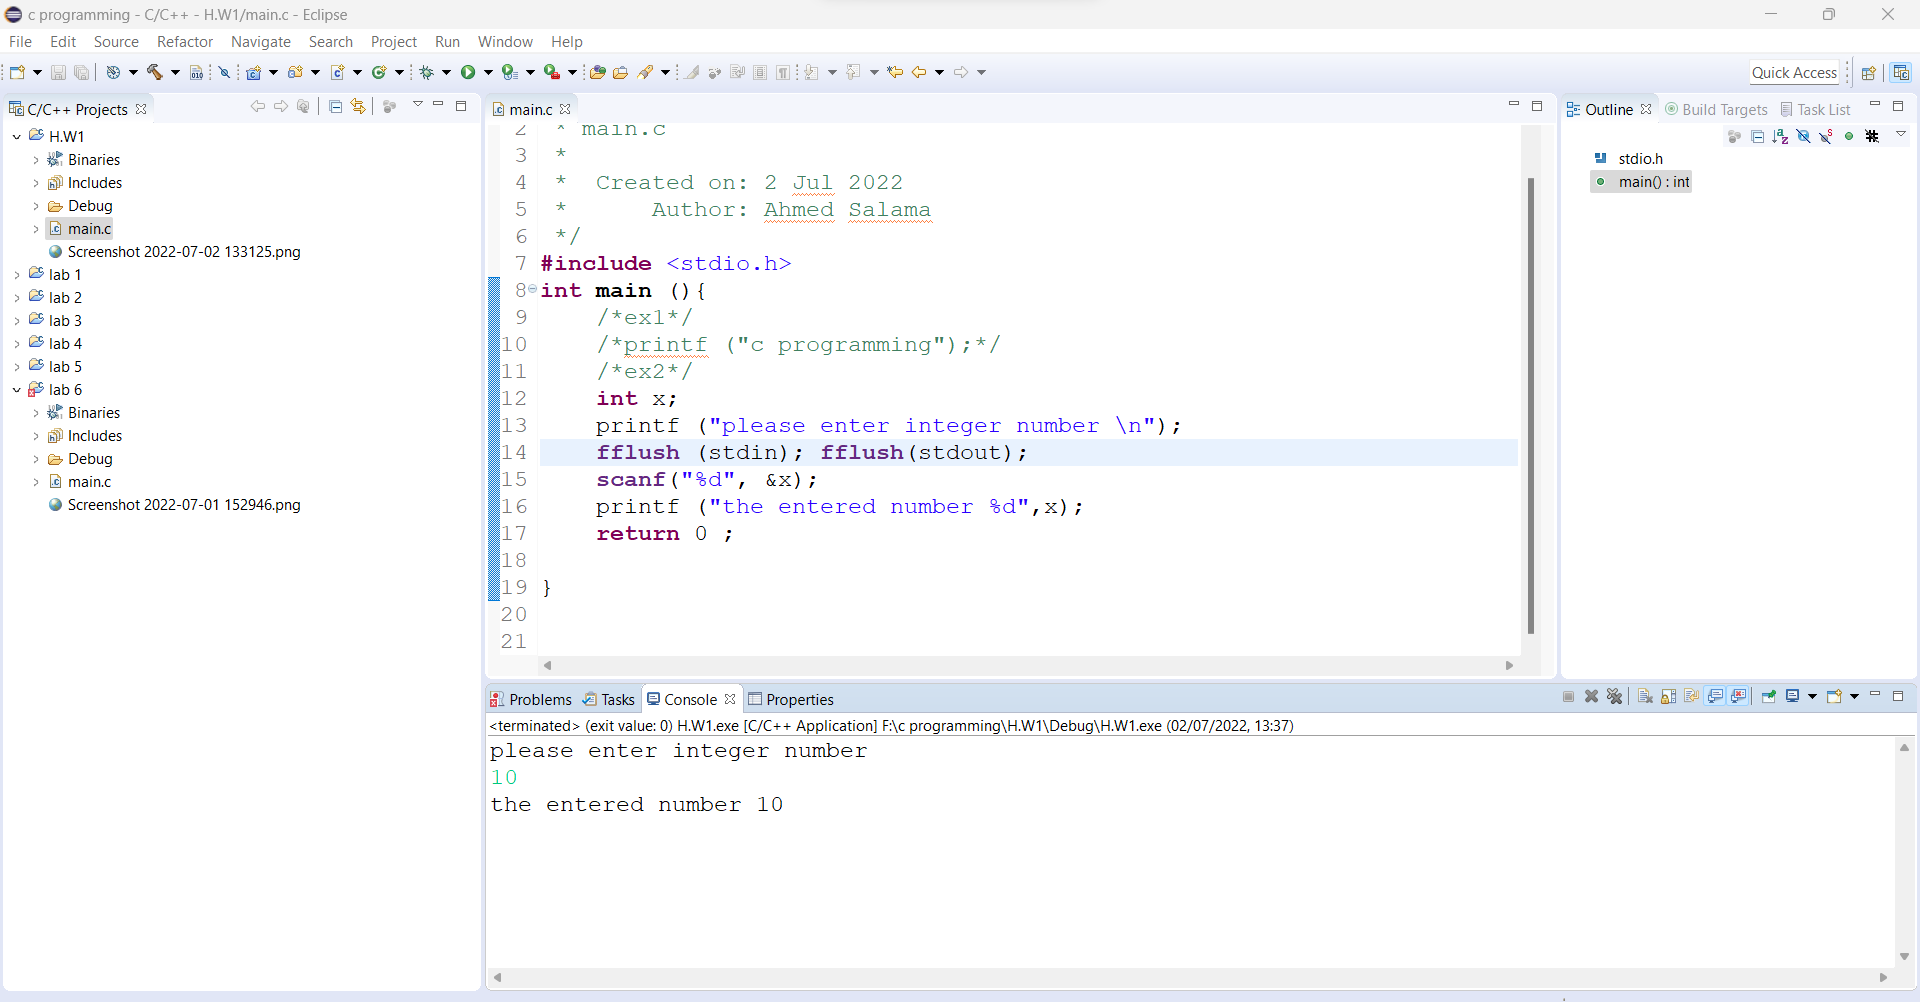 c programming - C/C++ - H.W1/main.c - Eclipse
File Edit Source Refactor Navigate Search Project Run Window Help
Quick Access
C/C++ Projects
H.W1
Binaries
Includes
Debug
main.c
Screenshot 2022-07-02 133125.png
lab 1
lab 2
lab 3
lab 4
lab 5
lab 6
Binaries
Includes
Debug
main.c
Screenshot 2022-07-01 152946.png
main.c
2 * main.c
3 *
4 * Created on: 2 Jul 2022
5 * Author: Ahmed Salama
6 */
7 #include <stdio.h>
8 int main (){
9 /*ex1*/
10 /*printf ("c programming");*/
11 /*ex2*/
12 int x;
13 printf ("please enter integer number \n");
14 fflush (stdin); fflush(stdout);
15 scanf("%d", &x);
16 printf ("the entered number %d",x);
17 return 0 ;
18
19 }
20
21
Outline Build Targets Task List
stdio.h
main() : int
Problems Tasks Console Properties
<terminated> (exit value: 0) H.W1.exe [C/C++ Application] F:\c programming\H.W1\Debug\H.W1.exe (02/07/2022, 13:37)
please enter integer number
10
the entered number 10